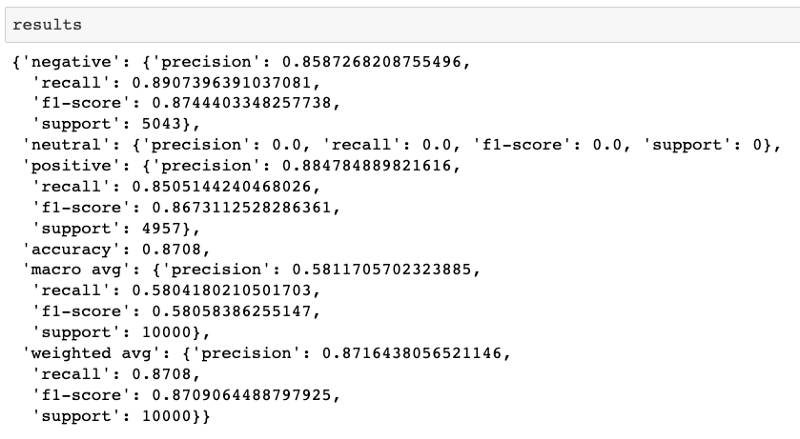 results
{'negative': {'precision': 0.8587268208755496,
'recall': 0.8907396391037081,
'f1-score': 0.8744403348257738,
'support': 5043},
'neutral': {'precision': 0.0, 'recall': 0.0, 'f1-score': 0.0, 'support': 0},
'positive': {'precision': 0.884784889821616,
'recall': 0.8505144240468026,
'f1-score': 0.8673112528286361,
'support': 4957},
'accuracy': 0.8708,
'macro avg': {'precision': 0.5811705702323885,
'recall': 0.5804180210501703,
'f1-score': 0.58058386255147,
'support': 10000},
'weighted avg': {'precision': 0.8716438056521146,
'recall': 0.8708,
'f1-score': 0.8709064488797925,
'support': 10000}}